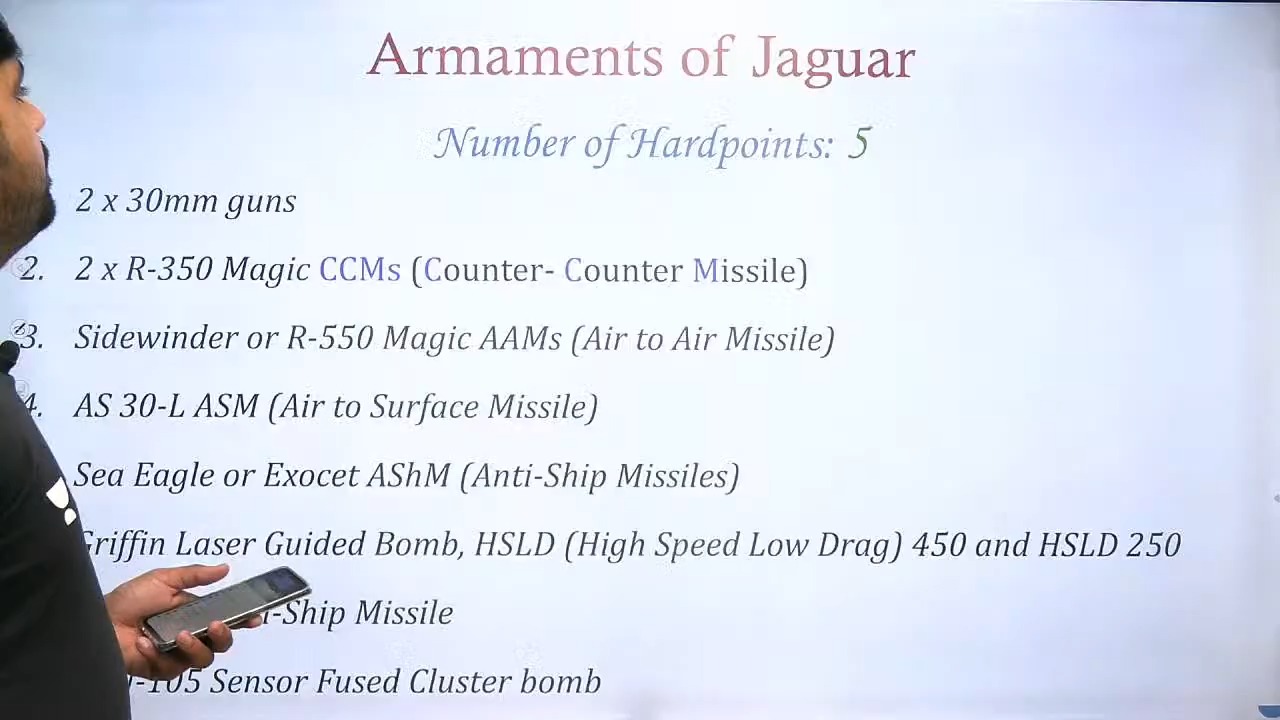 Armaments of Jaguar
Number of Hardpoints: 5
2 x 30mm guns
2. 2 x R-350 Magic CCMs (Counter- Counter Missile)
3. Sidewinder or R-550 Magic AAMs (Air to Air Missile)
4. AS 30-L ASM (Air to Surface Missile)
Sea Eagle or Exocet AShM (Anti-Ship Missiles)
Griffin Laser Guided Bomb, HSLD (High Speed Low Drag) 450 and HSLD 250
-Ship Missile
-105 Sensor Fused Cluster bomb